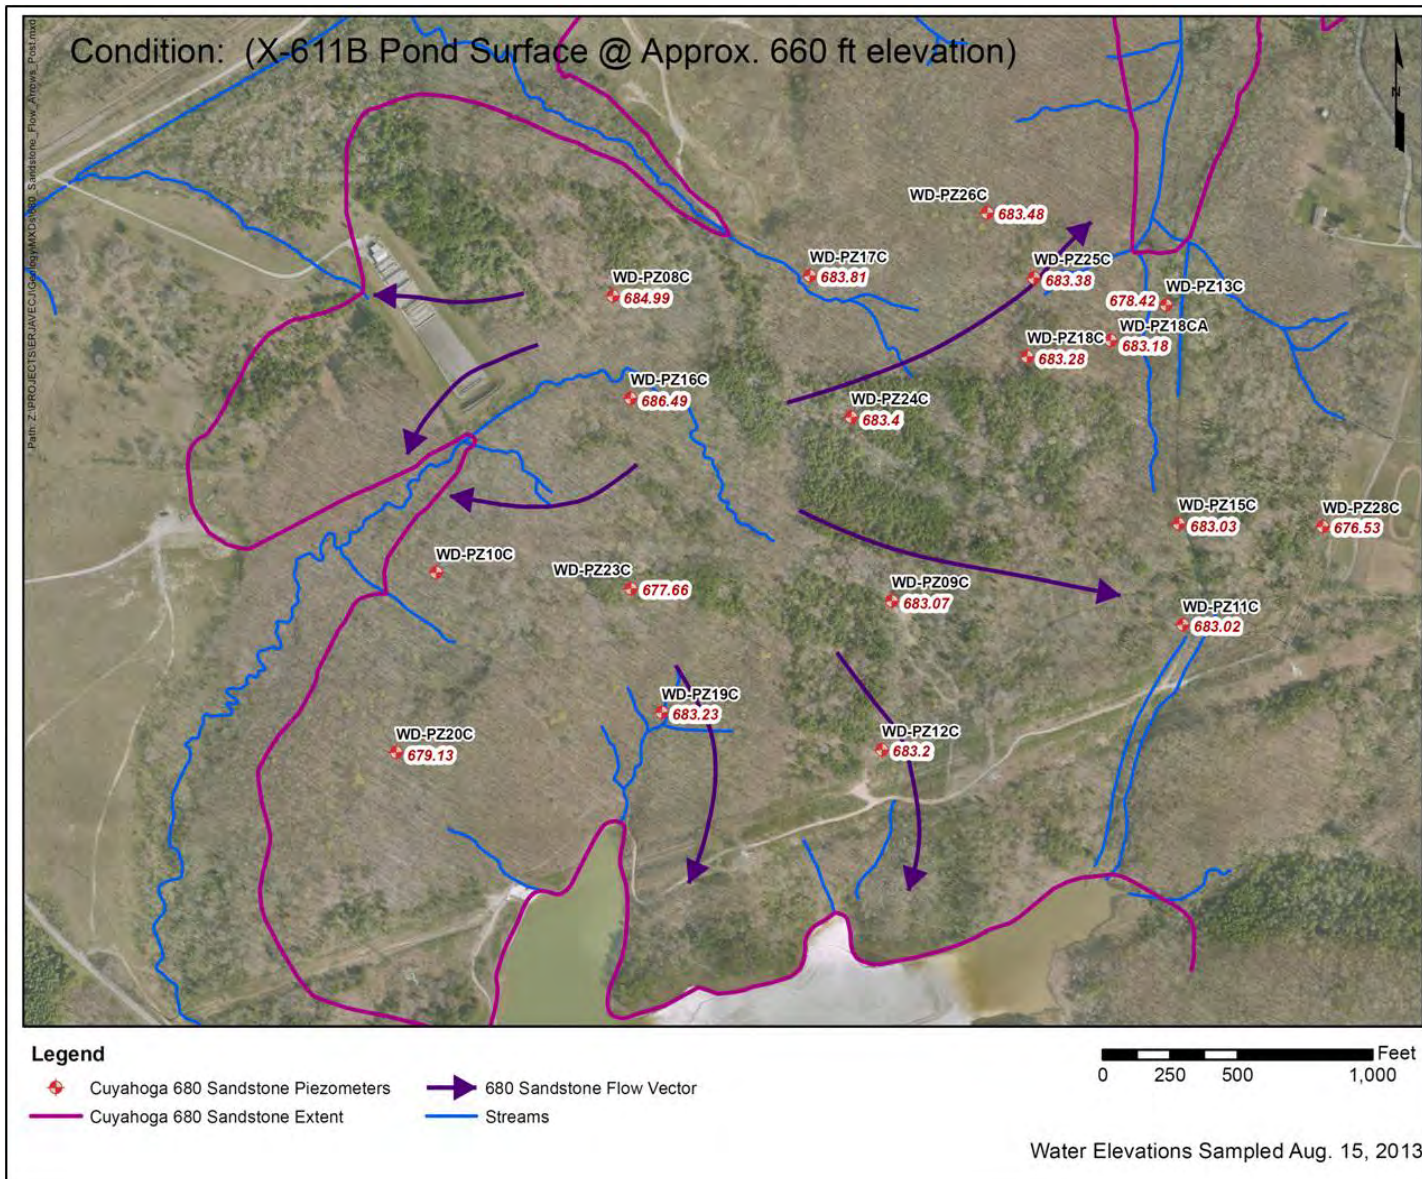 Condition: (X-611B Pond Surface @ Approx. 660 ft elevation)
N
WD-PZ26C
683.48
WD-PZ17C
683.81
WD-PZ25C
683.38
WD-PZ08C
684.99
678.42
WD-PZ13C
WD-PZ18CA
683.18
WD-PZ18C
683.28
WD-PZ16C
686.49
WD-PZ24C
683.4
WD-PZ15C
683.03
WD-PZ28C
676.53
WD-PZ10C
WD-PZ23C
677.66
WD-PZ09C
683.07
WD-PZ11C
683.02
WD-PZ19C
683.23
WD-PZ20C
679.13
WD-PZ12C
683.2
Legend
Cuyahoga 680 Sandstone Piezometers
680 Sandstone Flow Vector
Cuyahoga 680 Sandstone Extent
Streams
Feet
0 250 500 1,000
Water Elevations Sampled Aug. 15, 2013